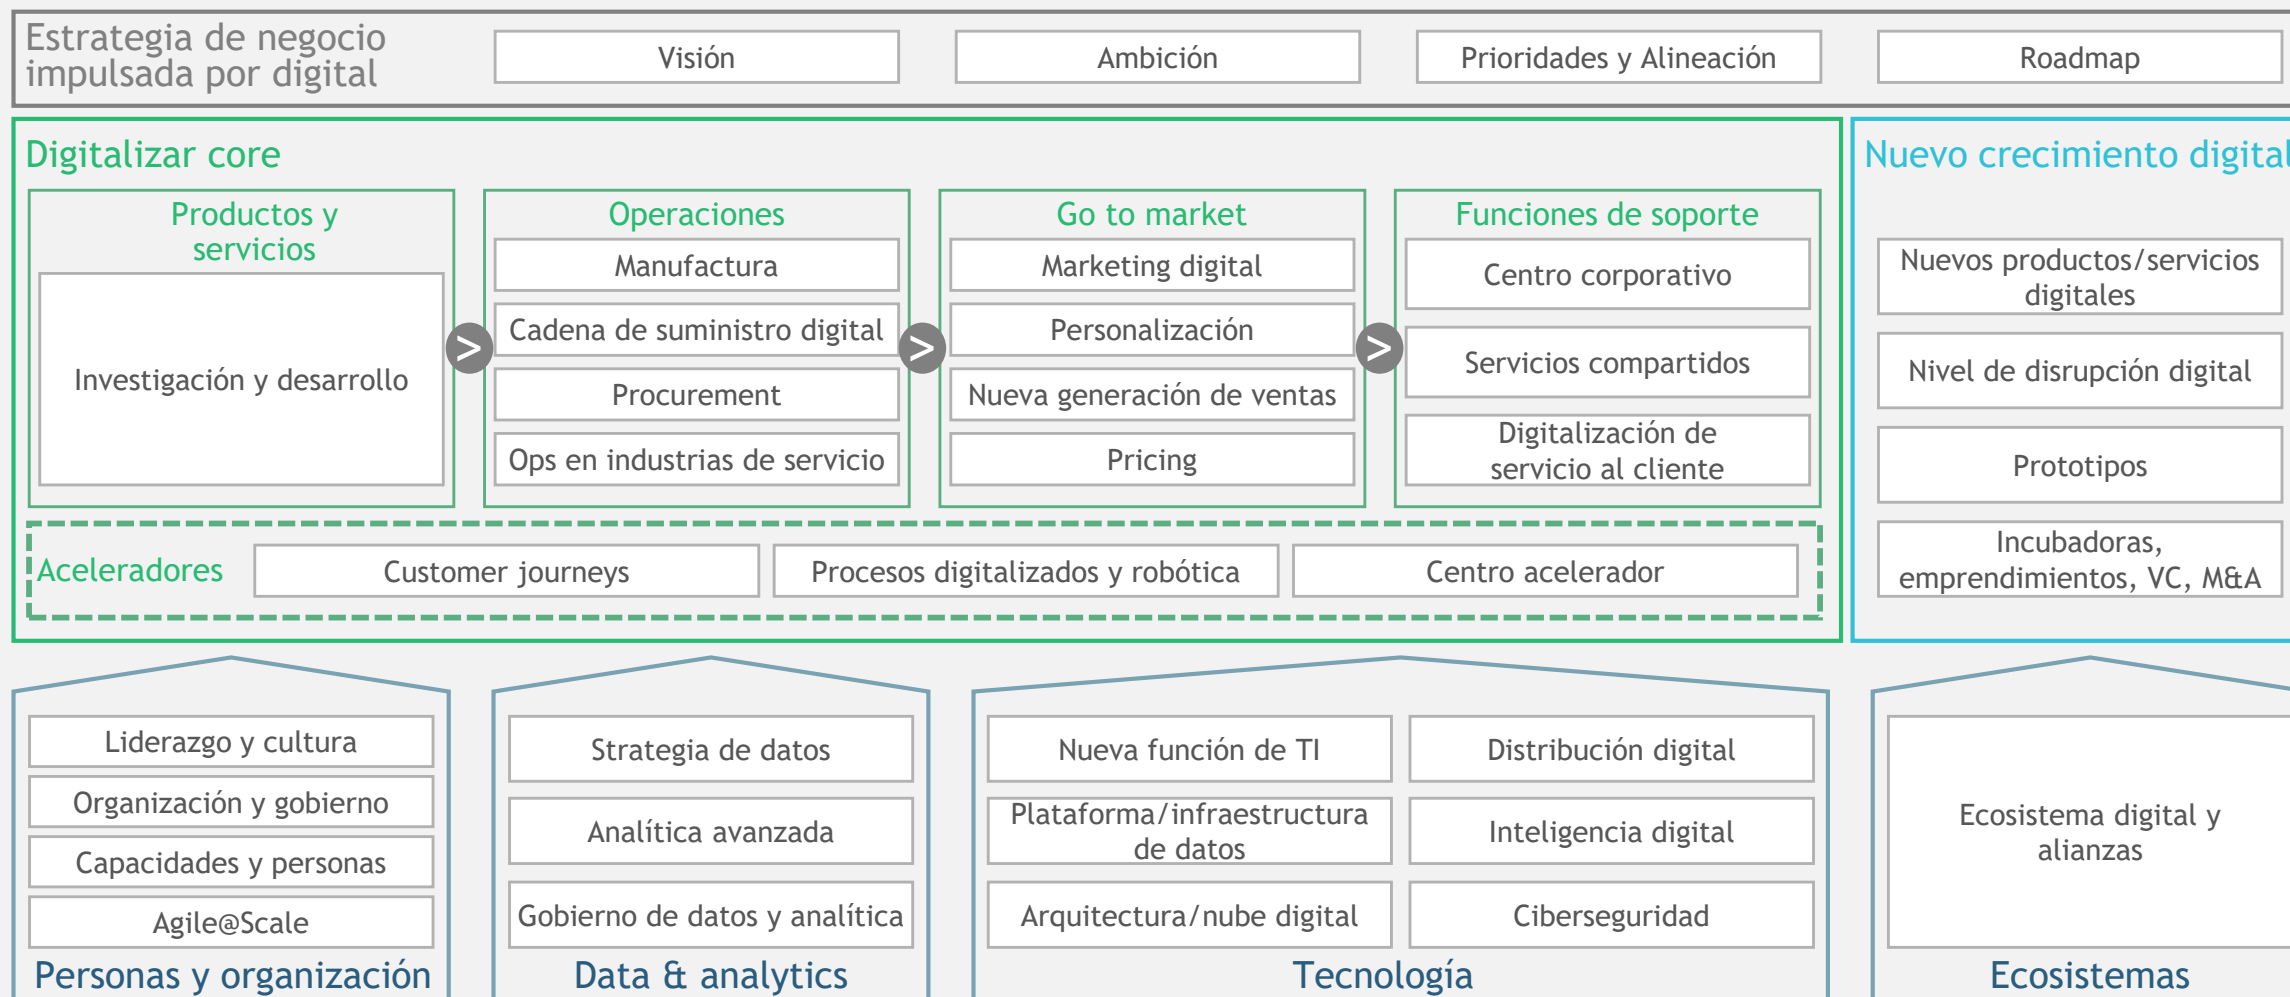 Estrategia de negocio
impulsada por digital
Visión
Ambición
Prioridades y Alineación
Roadmap
Digitalizar core
Productos y
servicios
Investigación y desarrollo
>
Operaciones
Manufactura
Cadena de suministro digital
Procurement
Ops en industrias de servicio
>
Go to market
Marketing digital
Personalización
Nueva generación de ventas
Pricing
>
Funciones de soporte
Centro corporativo
Servicios compartidos
Digitalización de
servicio al cliente
Aceleradores
Customer journeys
Procesos digitalizados y robótica
Centro acelerador
Nuevo crecimiento digital
Nuevos productos/servicios
digitales
Nivel de disrupción digital
Prototipos
Incubadoras,
emprendimientos, VC, M&A
Liderazgo y cultura
Organización y gobierno
Capacidades y personas
Agile@Scale
Personas y organización
Strategia de datos
Analítica avanzada
Gobierno de datos y analítica
Data & analytics
Nueva función de TI
Plataforma/infraestructura
de datos
Arquitectura/nube digital
Distribución digital
Inteligencia digital
Ciberseguridad
Tecnología
Ecosistema digital y
alianzas
Ecosistemas